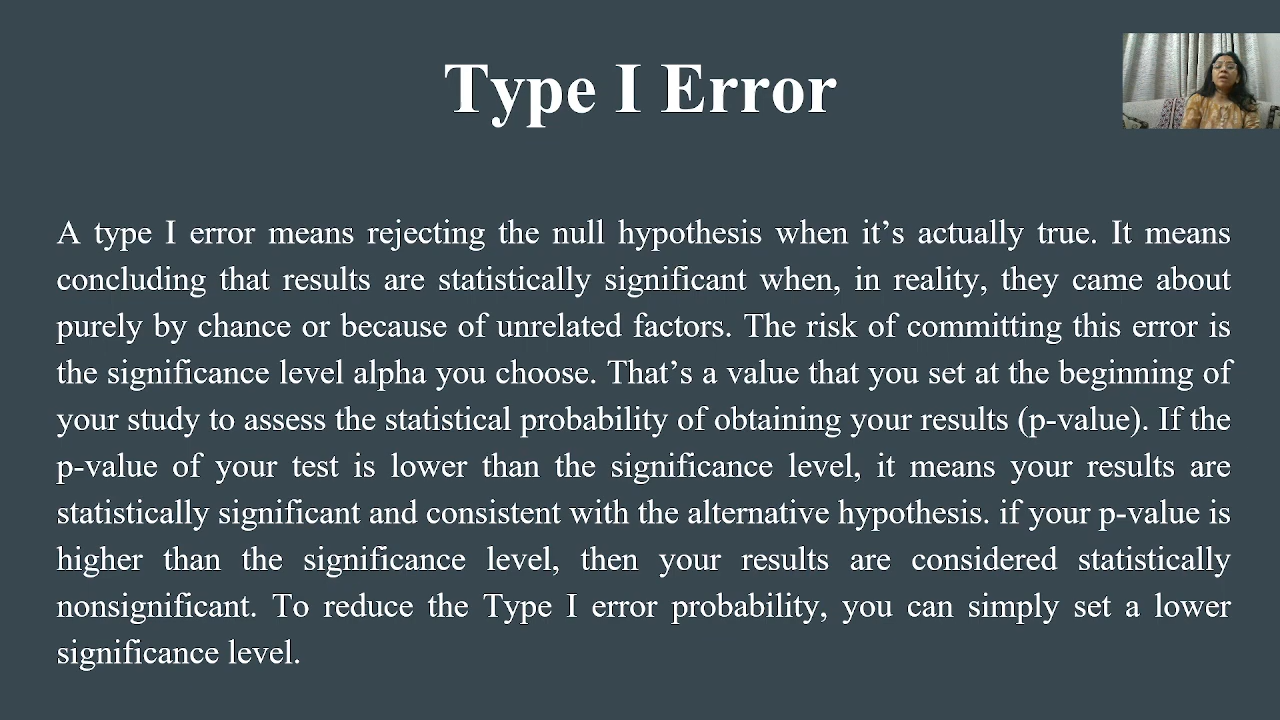 Type I Error
A type I error means rejecting the null hypothesis when it’s actually true. It means
concluding that results are statistically significant when, in reality, they came about
purely by chance or because of unrelated factors. The risk of committing this error is
the significance level alpha you choose. That’s a value that you set at the beginning of
your study to assess the statistical probability of obtaining your results (p-value). If the
p-value of your test is lower than the significance level, it means your results are
statistically significant and consistent with the alternative hypothesis. if your p-value is
higher than the significance level, then your results are considered statistically
nonsignificant. To reduce the Type I error probability, you can simply set a lower
significance level.